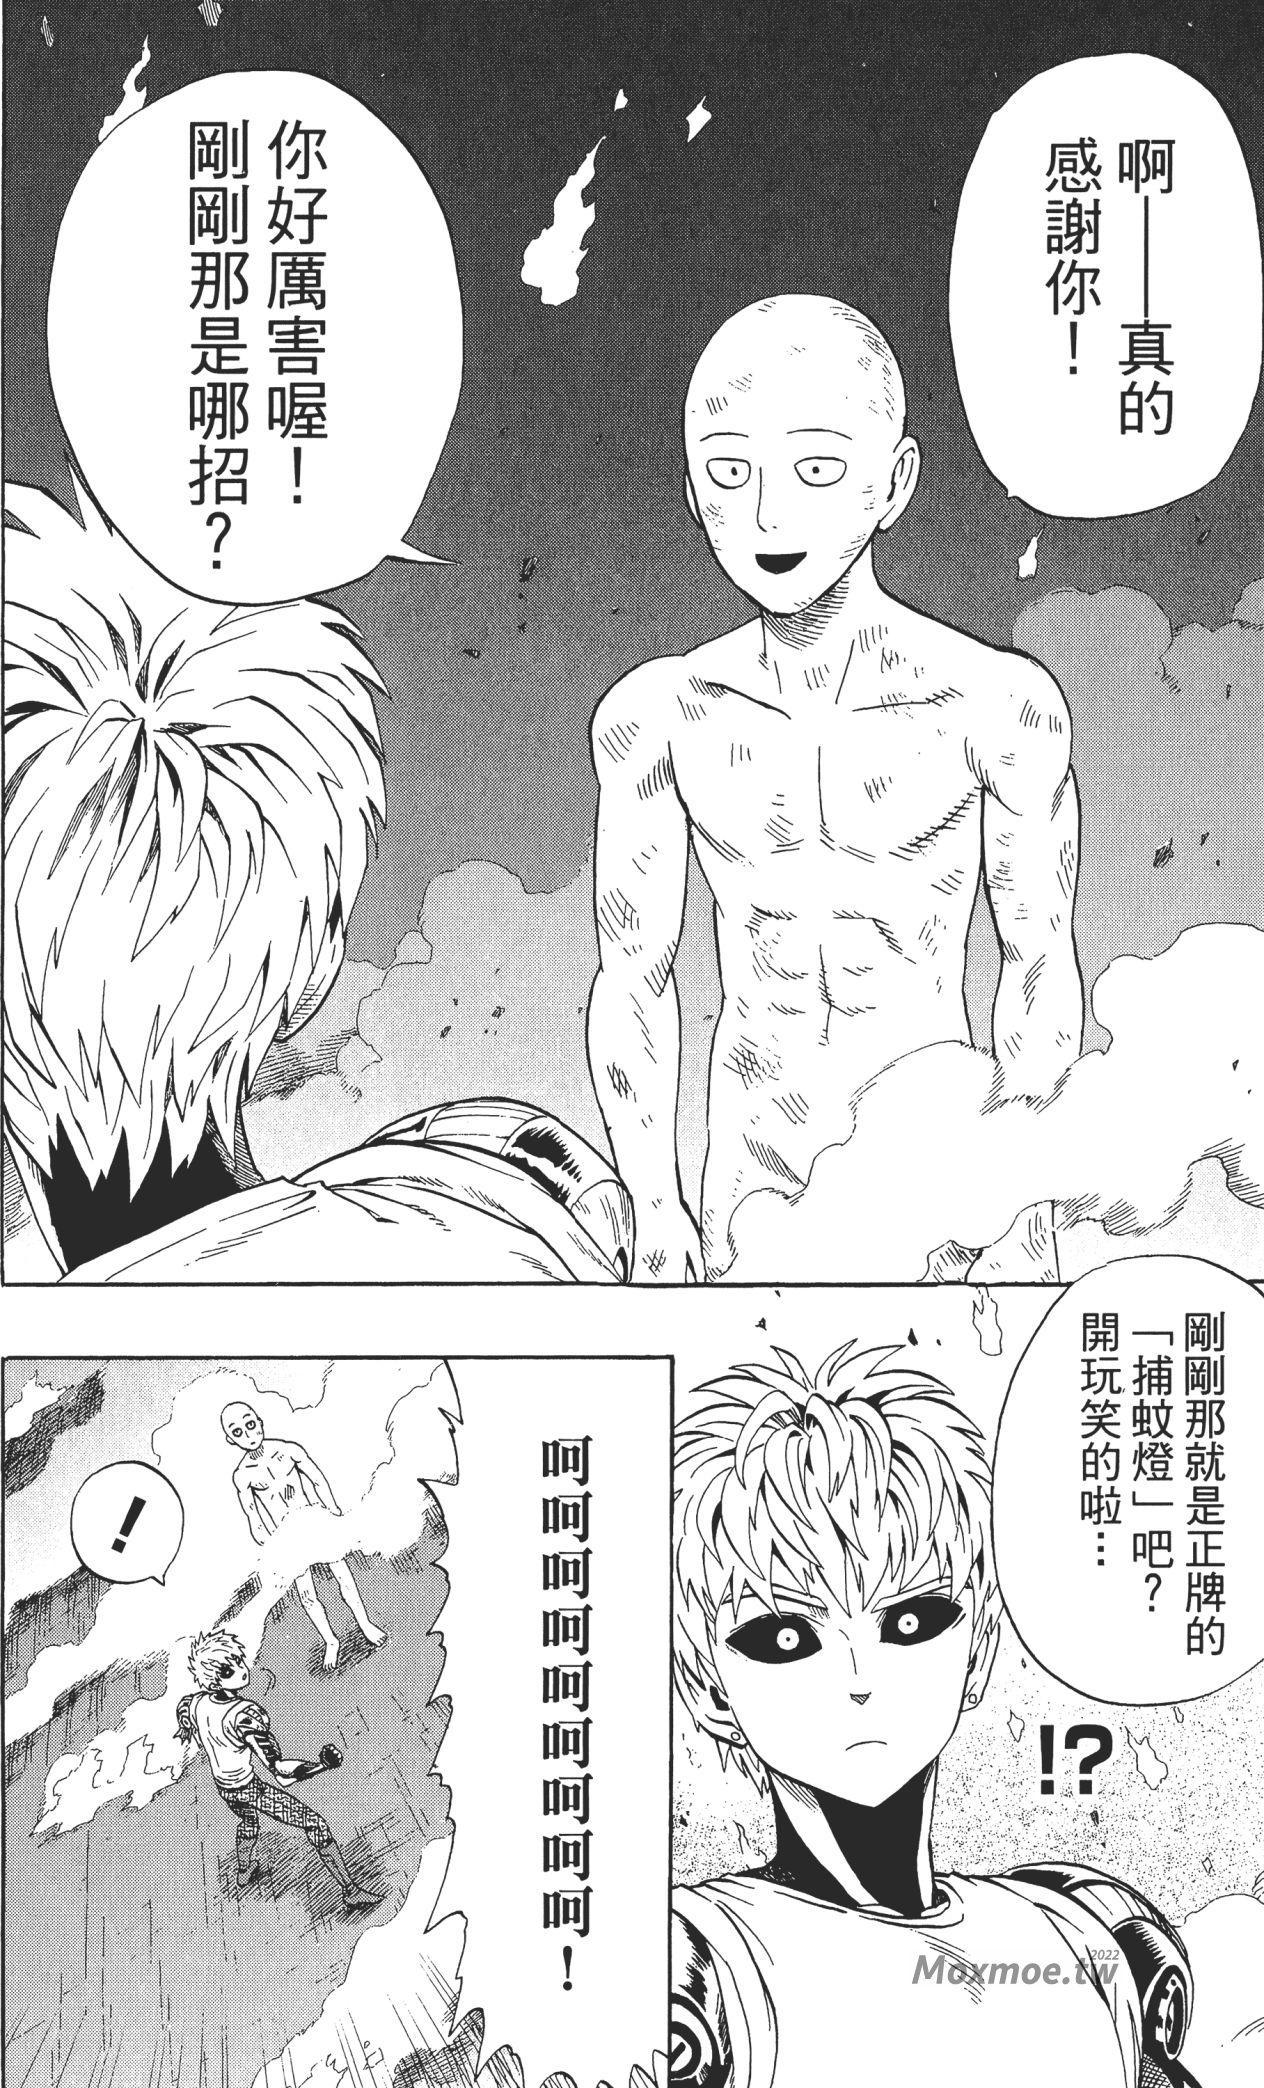 啊——真的
感謝你！
你好厲害喔！
剛剛那是哪招？
剛剛那就是正牌的
「捕蚊燈」吧？
開玩笑的啦…
!?
呵呵呵呵呵呵呵呵呵！
！
2022
Moxmoe.tw